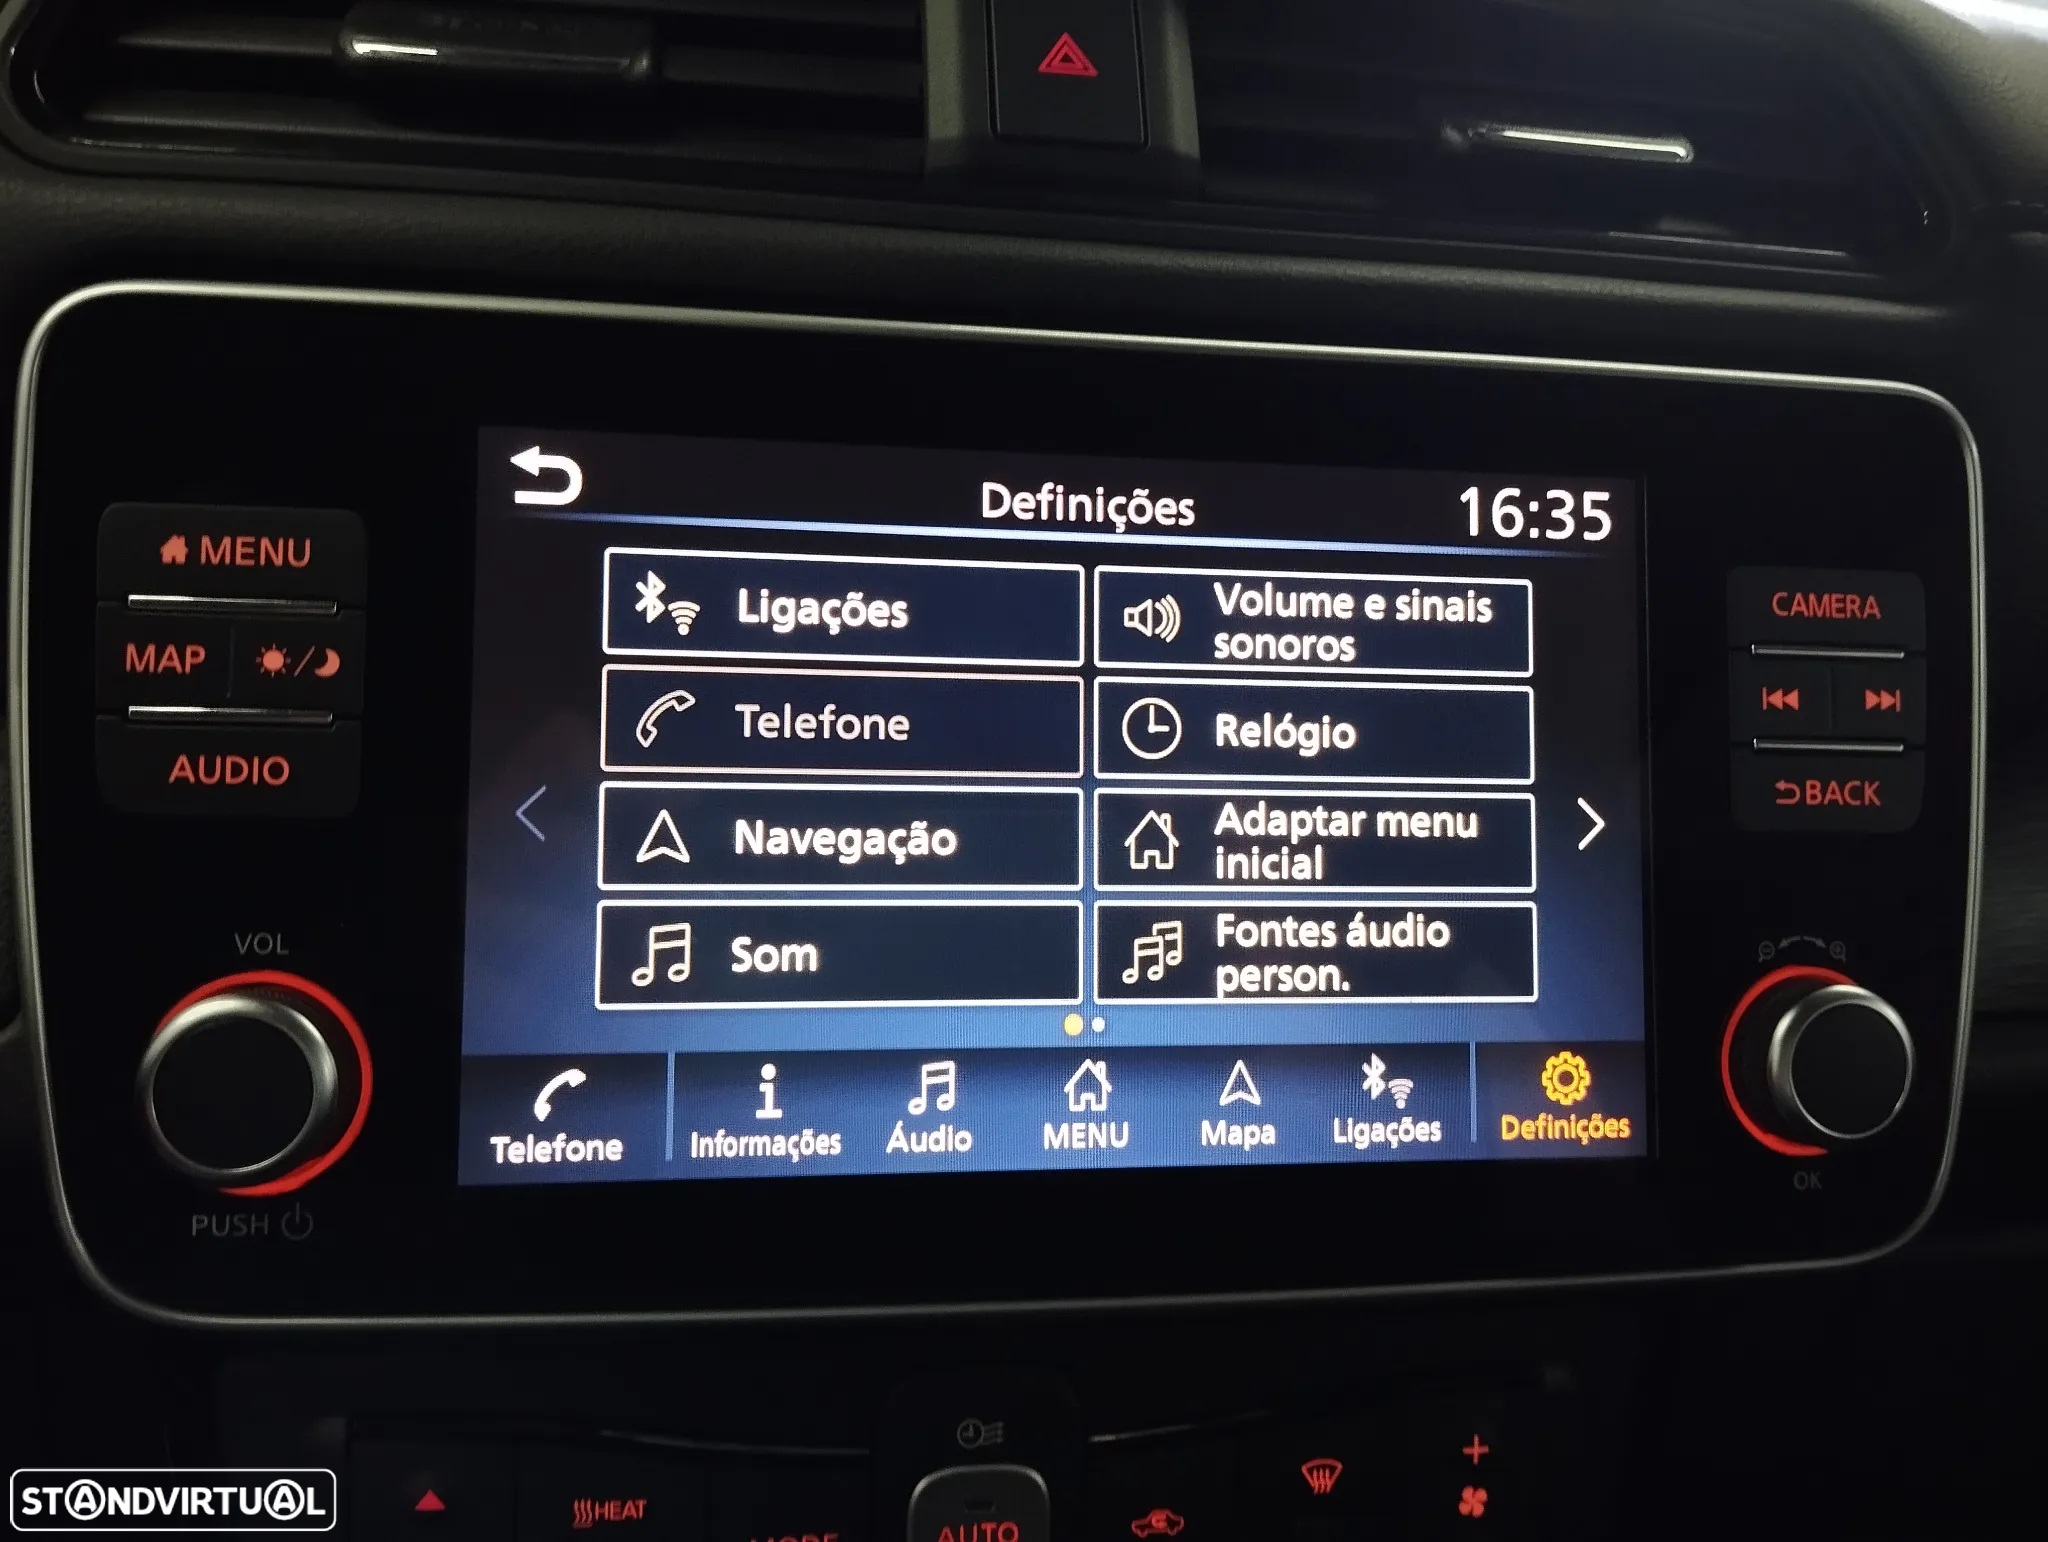 Definições
16:35
MENU
MAP
AUDIO
Ligações
Volume e sinais
sonoros
Telefone
Relógio
Navegação
Adaptar menu
inicial
Som
Fontes áudio
person.
CAMERA
BACK
VOL
PUSH
OK
Telefone
Informações
Áudio
MENU
Mapa
Ligações
Definições
HEAT
MODE
AUTO
STANDVIRTUAL